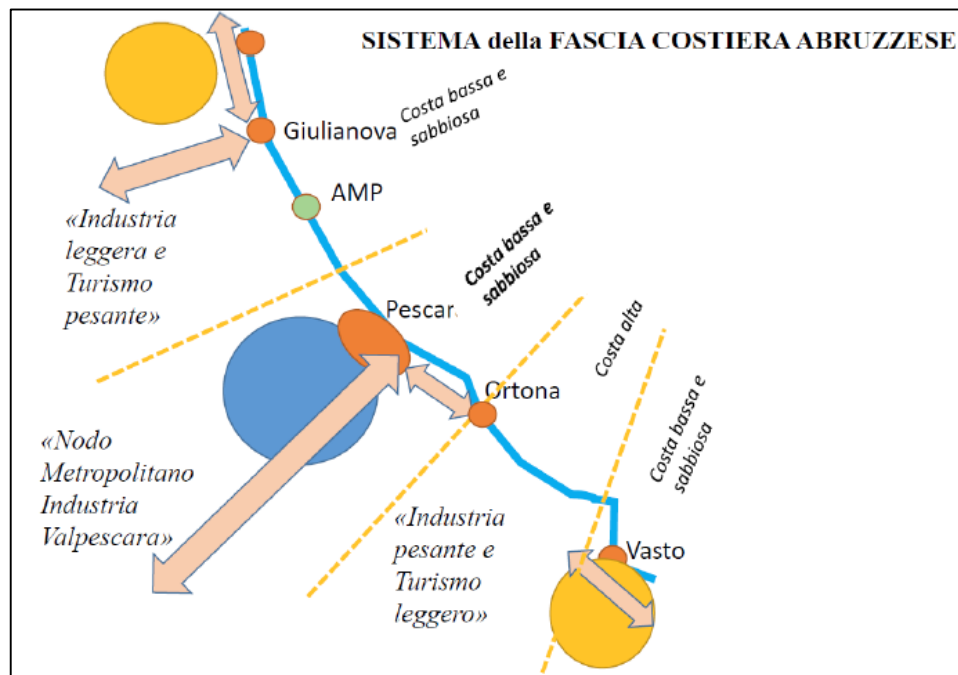 SISTEMA della FASCIA COSTIERA ABRUZZESE
Costa bassa e
sabbiosa
Giulianova
AMP
«Industria
leggera e
Turismo
pesante»
Costa bassa e
sabbiosa
Pescar
Costa alta
Ortona
Costa bassa e
sabbiosa
«Nodo
Metropolitano
Industria
Valpescara»
«Industria
pesante e
Turismo
leggero»
Vasto